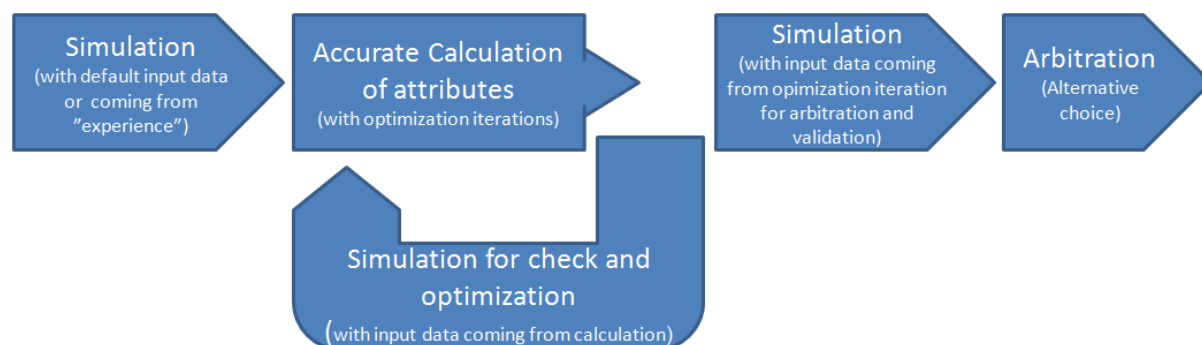 Simulation
(with default input data
or coming from
”experience”)
Accurate Calculation
of attributes
(with optimization iterations)
Simulation
(with input data coming
from opimization iteration
for arbitration and
validation)
Arbitration
(Alternative
choice)
Simulation for check and
optimization
(with input data coming from calculation)